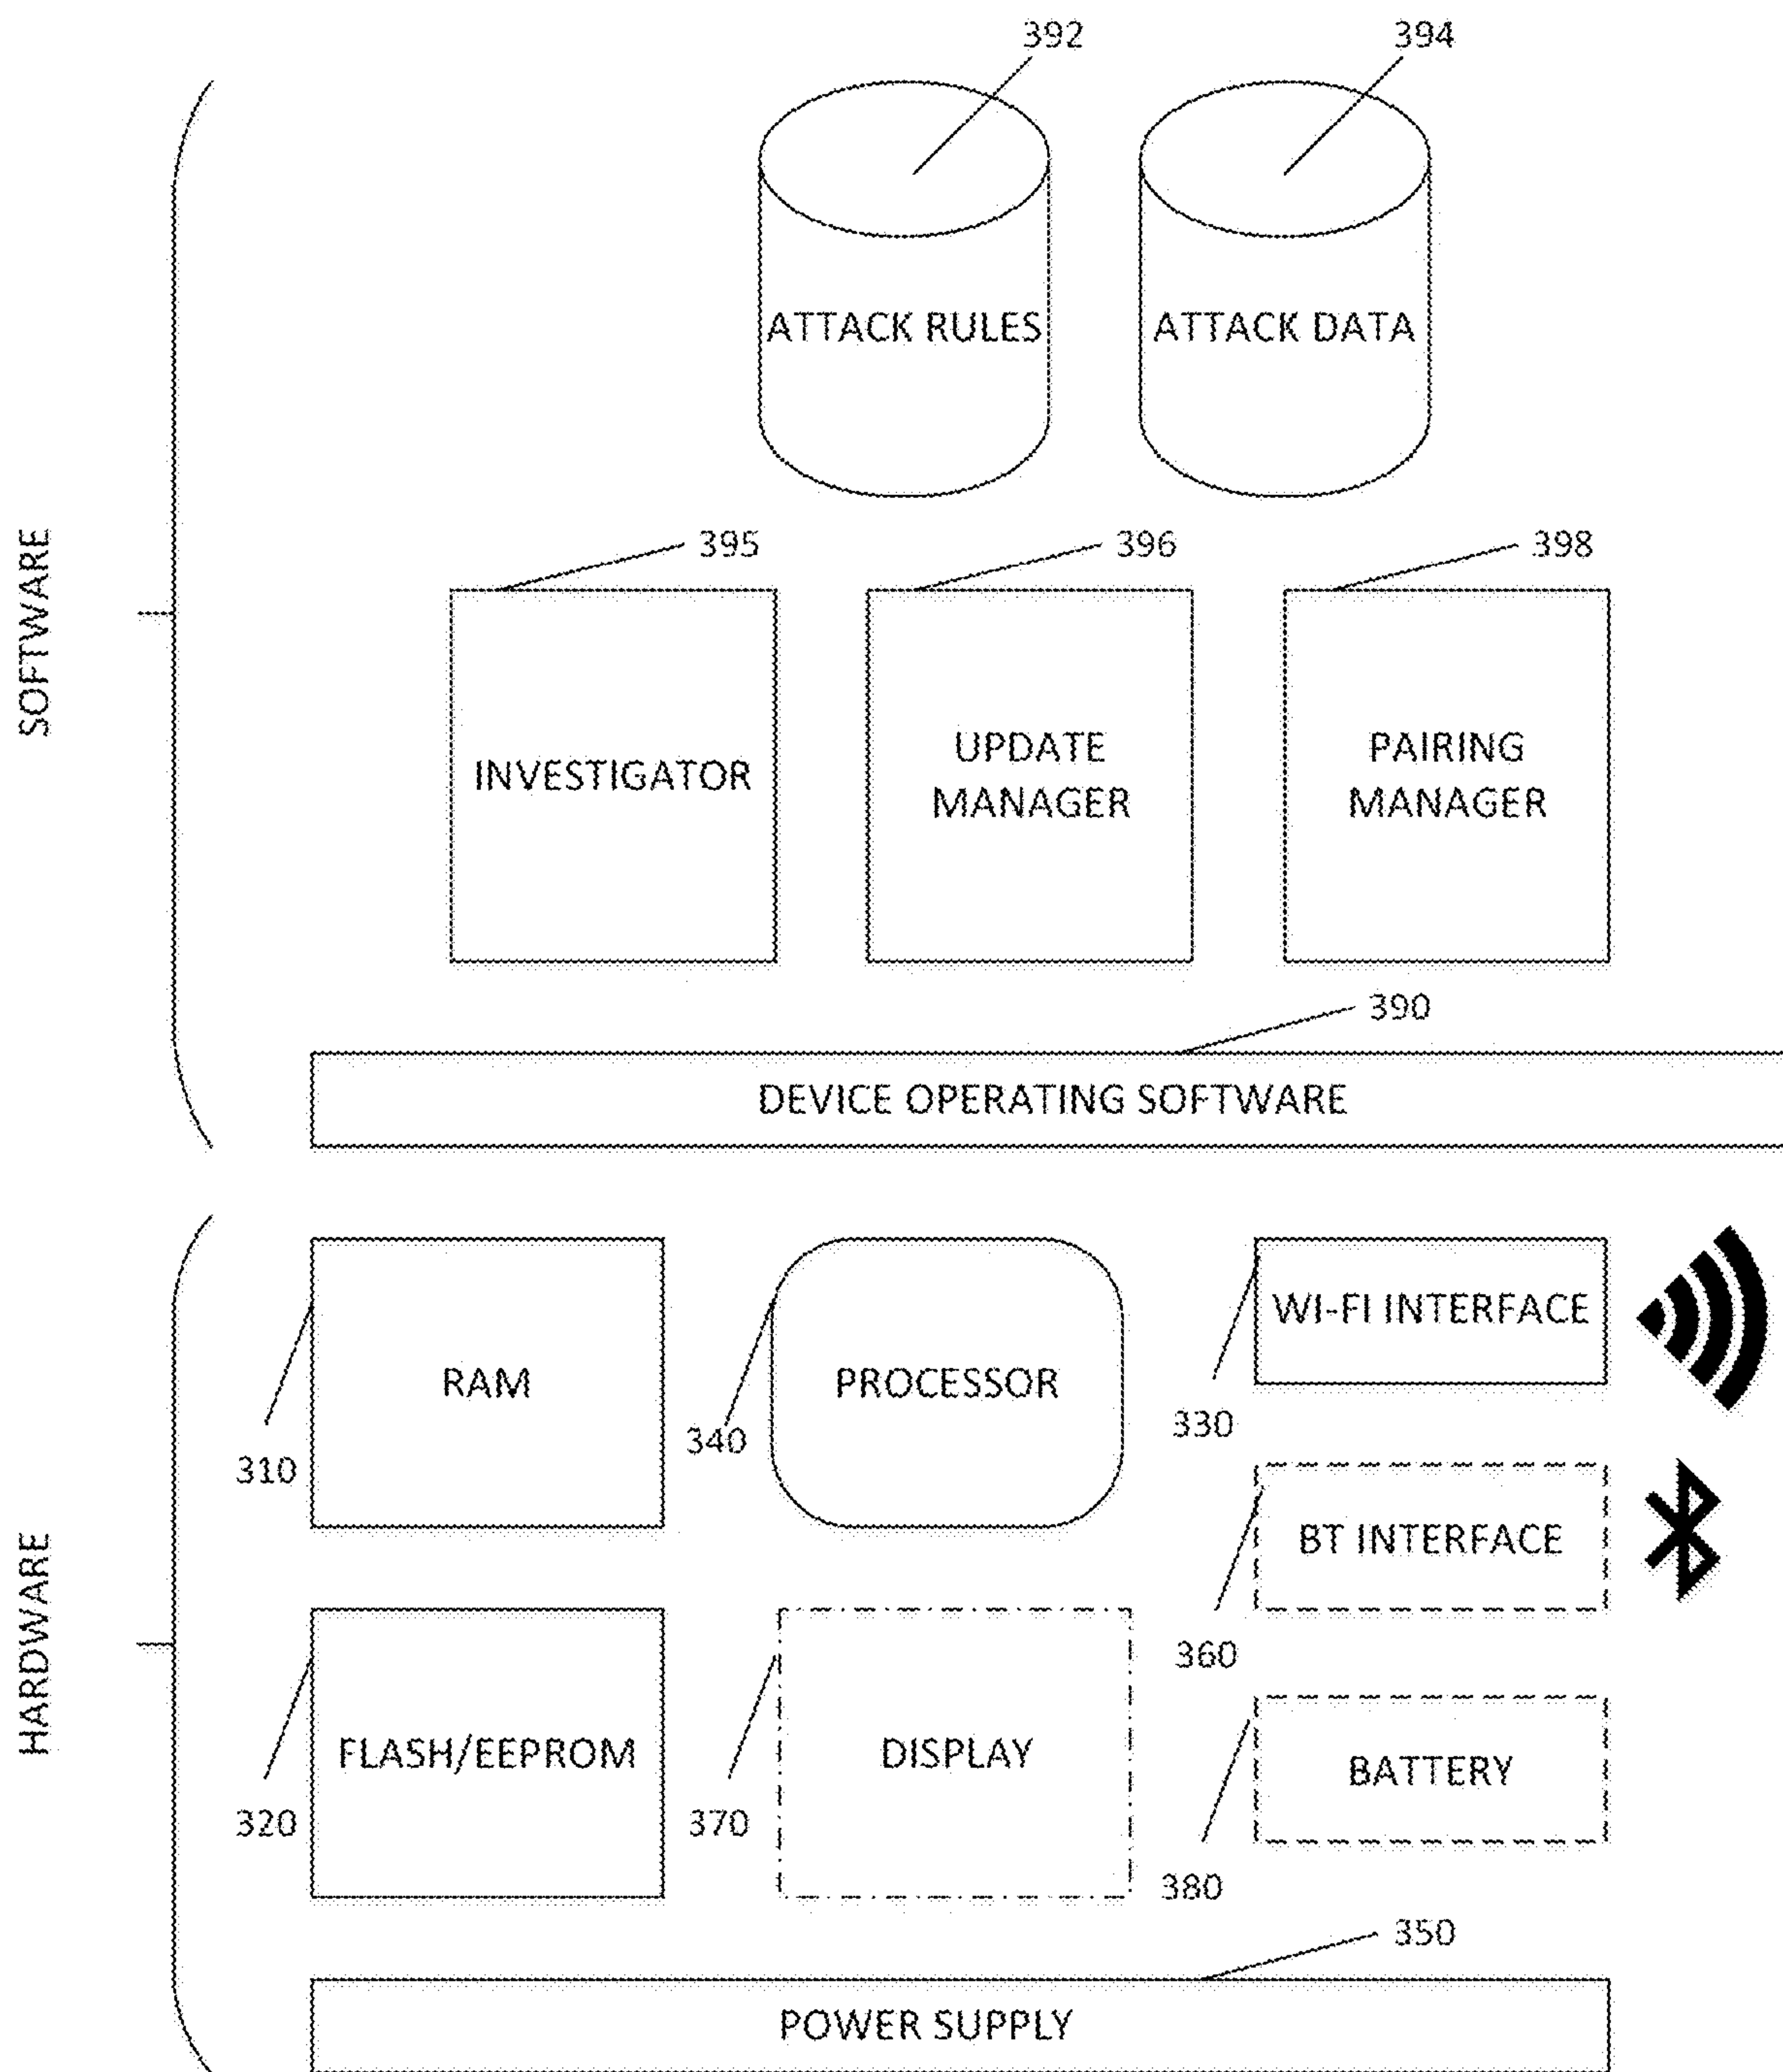 392
394
ATTACK RULES
ATTACK DATA
SOFTWARE
395
396
398
INVESTIGATOR
UPDATE
MANAGER
PAIRING
MANAGER
390
DEVICE OPERATING SOFTWARE
HARDWARE
RAM
310
PROCESSOR
340
WI-FI INTERFACE
330
BT INTERFACE
360
FLASH/EEPROM
320
DISPLAY
370
BATTERY
380
350
POWER SUPPLY